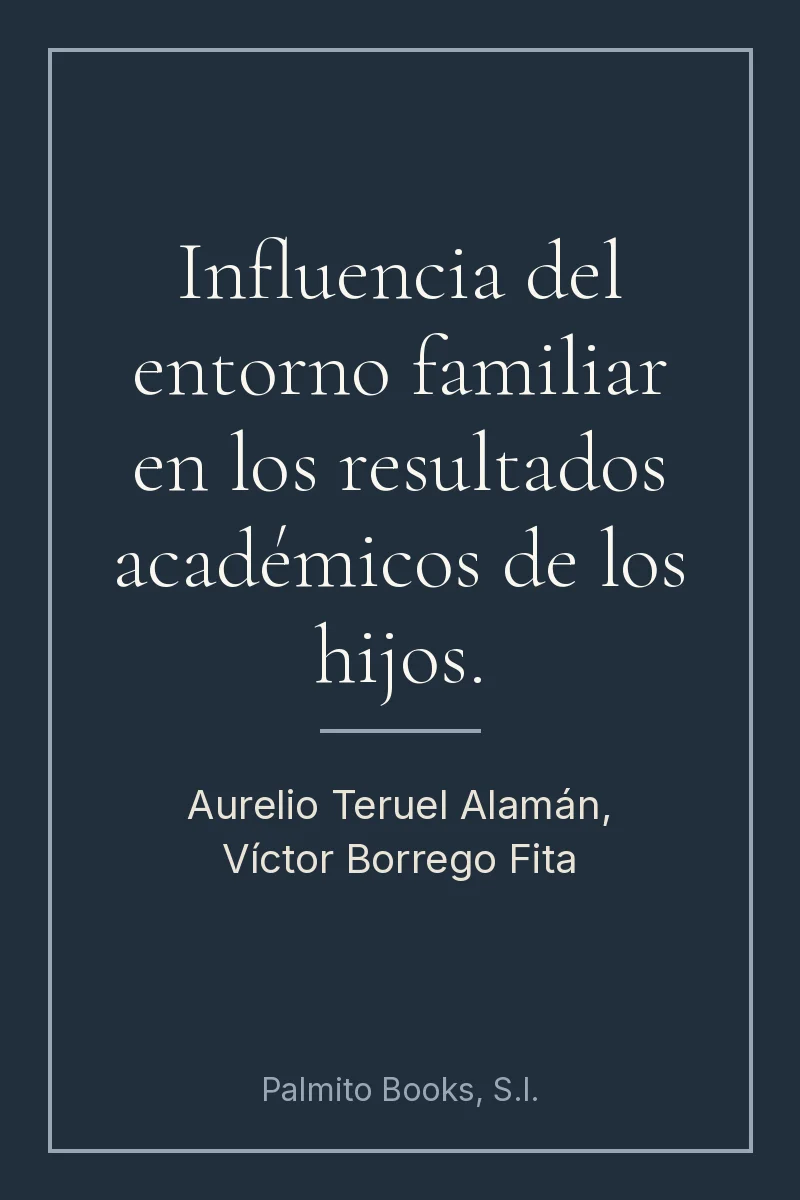 Influencia del
entorno familiar
en los resultados
académicos de los
hijos.
Aurelio Teruel Alamán,
Víctor Borrego Fita
Palmito Books, S.l.